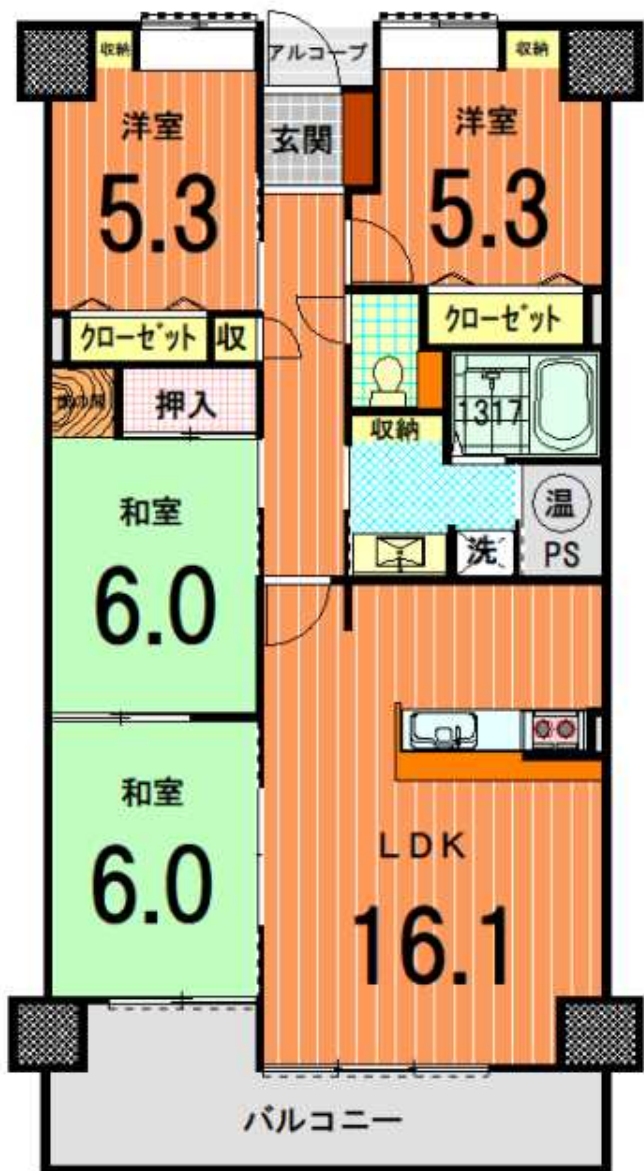 収納
アルコーブ
収納
洋室
5.3
玄関
洋室
5.3
クローゼット
収
クローゼット
押入
1317
収納
和室
6.0
温
PS
洗
和室
6.0
LDK
16.1
バルコニー